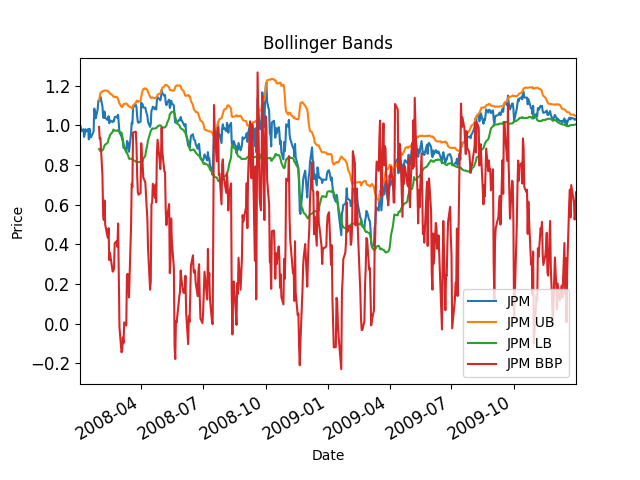 Bollinger Bands
Price
1.2
1.0
0.8
0.6
0.4
0.2
0.0
−0.2
2008-04
2008-07
2008-10
2009-01
2009-04
2009-07
2009-10
Date
JPM
JPM UB
JPM LB
JPM BBP